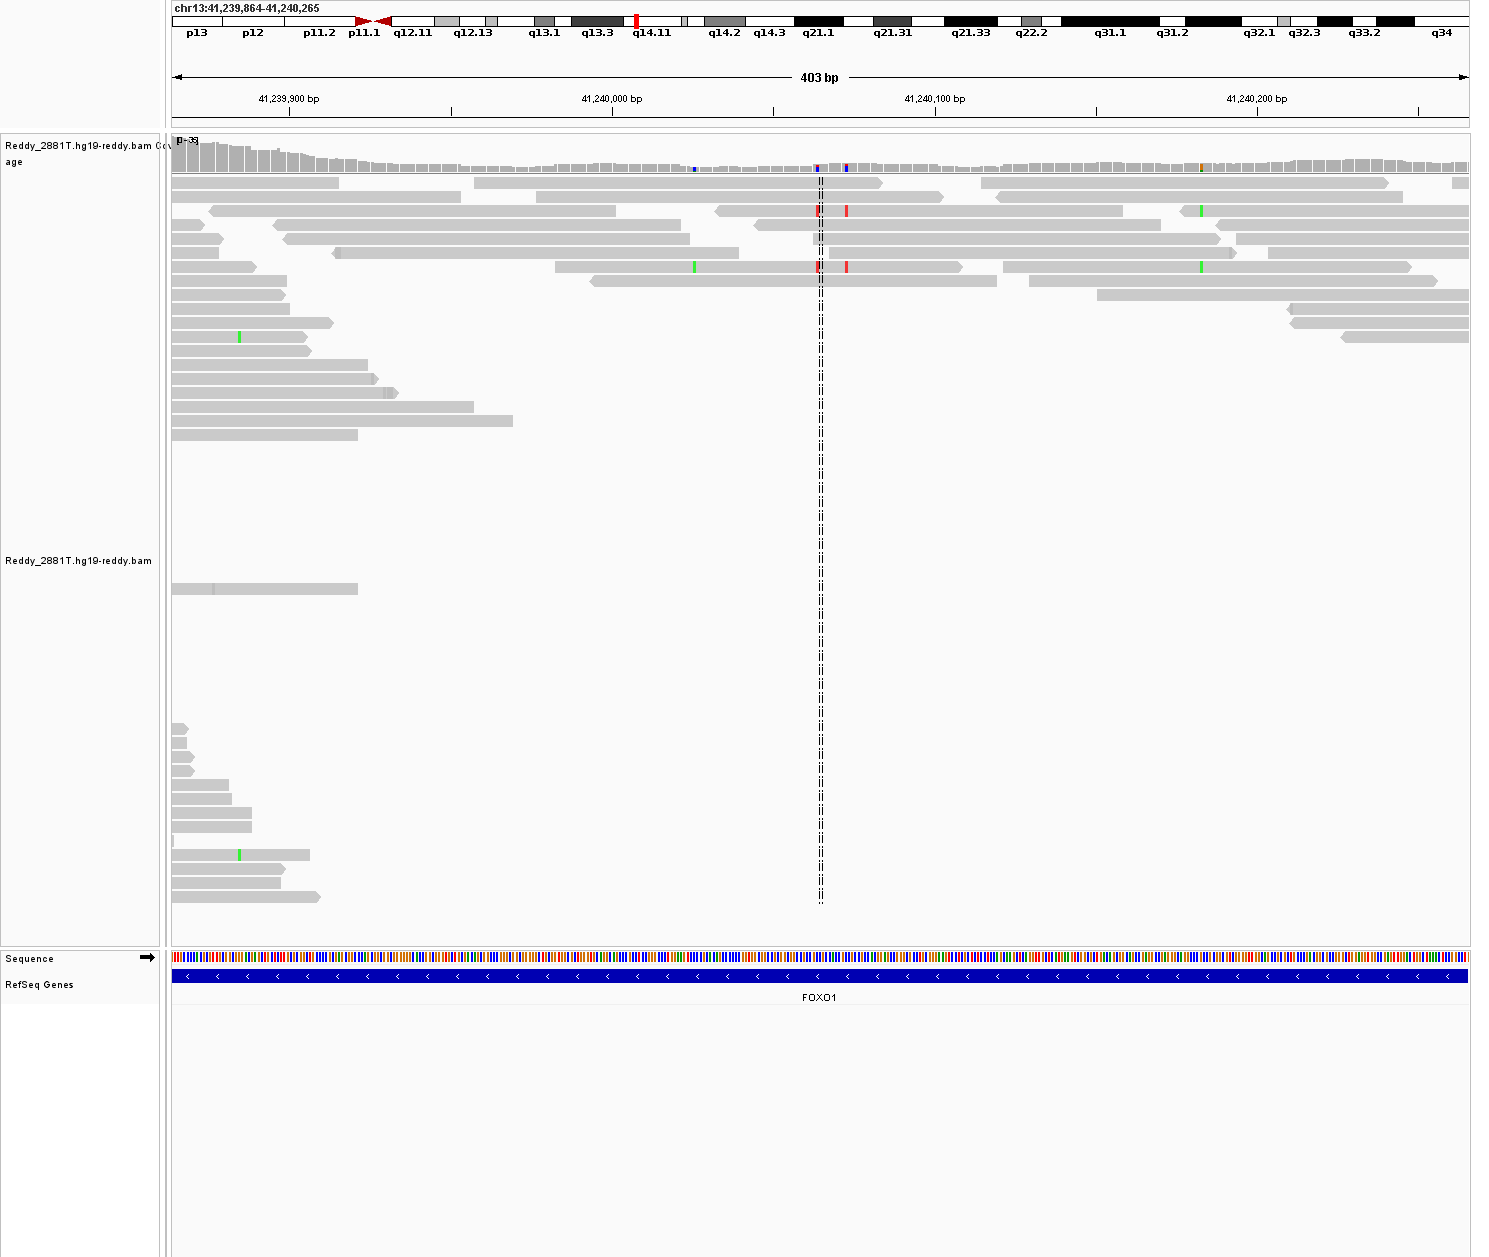 chr13:41,239,864-41,240,265
p13 p12 p11.2 p11.1 q12.11 q12.13 q13.1 q13.3 q14.11 q14.2 q14.3 q21.1 q21.31 q21.33 q22.2 q31.1 q31.2 q32.1 q32.3 q33.2 q34
403 bp
41,239,900 bp 41,240,000 bp 41,240,100 bp 41,240,200 bp
Reddy_2881T.hg19-reddy.bam Cov
age
Reddy_2881T.hg19-reddy.bam
Sequence
RefSeq Genes
FOXO1